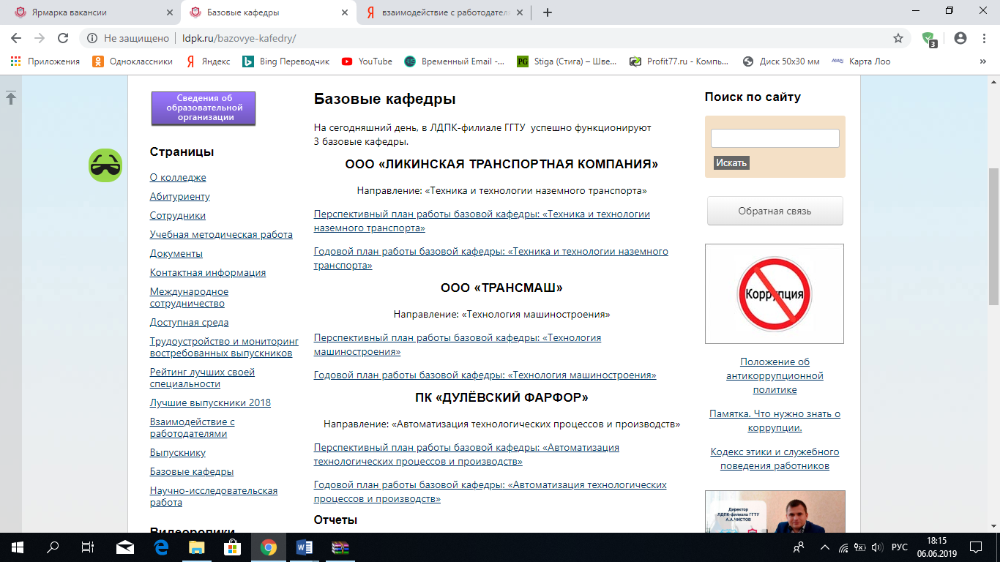 Ярмарка вакансии
Базовые кафедры
взаимодействие с работодател
Не защищено
ldpk.ru/bazovye-kafedry/
3
Приложения
Одноклассники
Яндекс
Bing Переводчик
YouTube
Временный Email -...
PG
Stiga (Стига) – Шве...
Profit77.ru - Компь...
Диск 50х30 мм
Карта Лоо
»
Сведения об
образовательной
организации
Страницы
О колледже
Абитуриенту
Сотрудники
Учебная методическая работа
Документы
Контактная информация
Международное
сотрудничество
Доступная среда
Трудоустройство и мониторинг
востребованных выпускников
Рейтинг лучших своей
специальности
Лучшие выпускники 2018
Взаимодействие с
работодателями
Выпускнику
Базовые кафедры
Научно-исследовательская
работа
Видеоролики
Базовые кафедры
На сегодняшний день, в ЛДПК-филиале ГГТУ успешно функционируют
3 базовые кафедры.
ООО «ЛИКИНСКАЯ ТРАНСПОРТНАЯ КОМПАНИЯ»
Направление: «Техника и технологии наземного транспорта»
Перспективный план работы базовой кафедры: «Техника и технологии
наземного транспорта»
Годовой план работы базовой кафедры: «Техника и технологии наземного
транспорта»
ООО «ТРАНСМАШ»
Направление: «Технология машиностроения»
Перспективный план работы базовой кафедры: «Технология
машиностроения»
Годовой план работы базовой кафедры: «Технология машиностроения»
ПК «ДУЛЁВСКИЙ ФАРФОР»
Направление: «Автоматизация технологических процессов и производств»
Перспективный план работы базовой кафедры: «Автоматизация
технологических процессов и производств»
Годовой план работы базовой кафедры: «Автоматизация технологических
процессов и производств»
Отчеты
Поиск по сайту
Искать
Обратная связь
Коррупция
Положение об
антикоррупционной
политике
Памятка. Что нужно знать о
коррупции.
Кодекс этики и служебного
поведения работников
Директор
ЛДПК-филиала ГГТУ
А.А.ЧИСТОВ
РУС
18:15
06.06.2019